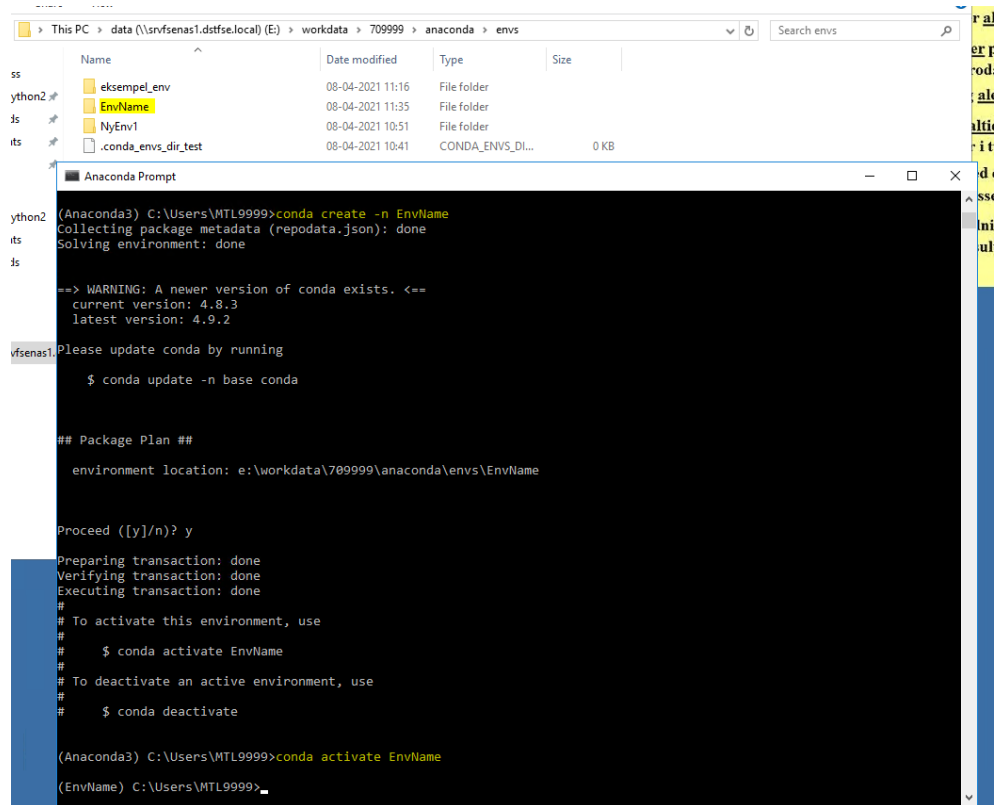 This PC > data (\\srvfsenas1.dstfse.local) (E:) > workdata > 709999 > anaconda > envs
Search envs
Name Date modified Type Size
eksempel_env 08-04-2021 11:16 File folder
EnvName 08-04-2021 11:35 File folder
NyEnv1 08-04-2021 10:51 File folder
.conda_envs_dir_test 08-04-2021 10:41 CONDA_ENVS_DI... 0 KB
ython2
Anaconda Prompt
ython2
vfsenas1.
(Anaconda3) C:\Users\MTL9999>conda create -n EnvName
Collecting package metadata (repodata.json): done
Solving environment: done
==> WARNING: A newer version of conda exists. <==
current version: 4.8.3
latest version: 4.9.2
Please update conda by running
$ conda update -n base conda
## Package Plan ##
environment location: e:\workdata\709999\anaconda\envs\EnvName
Proceed ([y]/n)? y
Preparing transaction: done
Verifying transaction: done
Executing transaction: done
#
# To activate this environment, use
#
# $ conda activate EnvName
#
# To deactivate an active environment, use
#
# $ conda deactivate
(Anaconda3) C:\Users\MTL9999>conda activate EnvName
(EnvName) C:\Users\MTL9999>